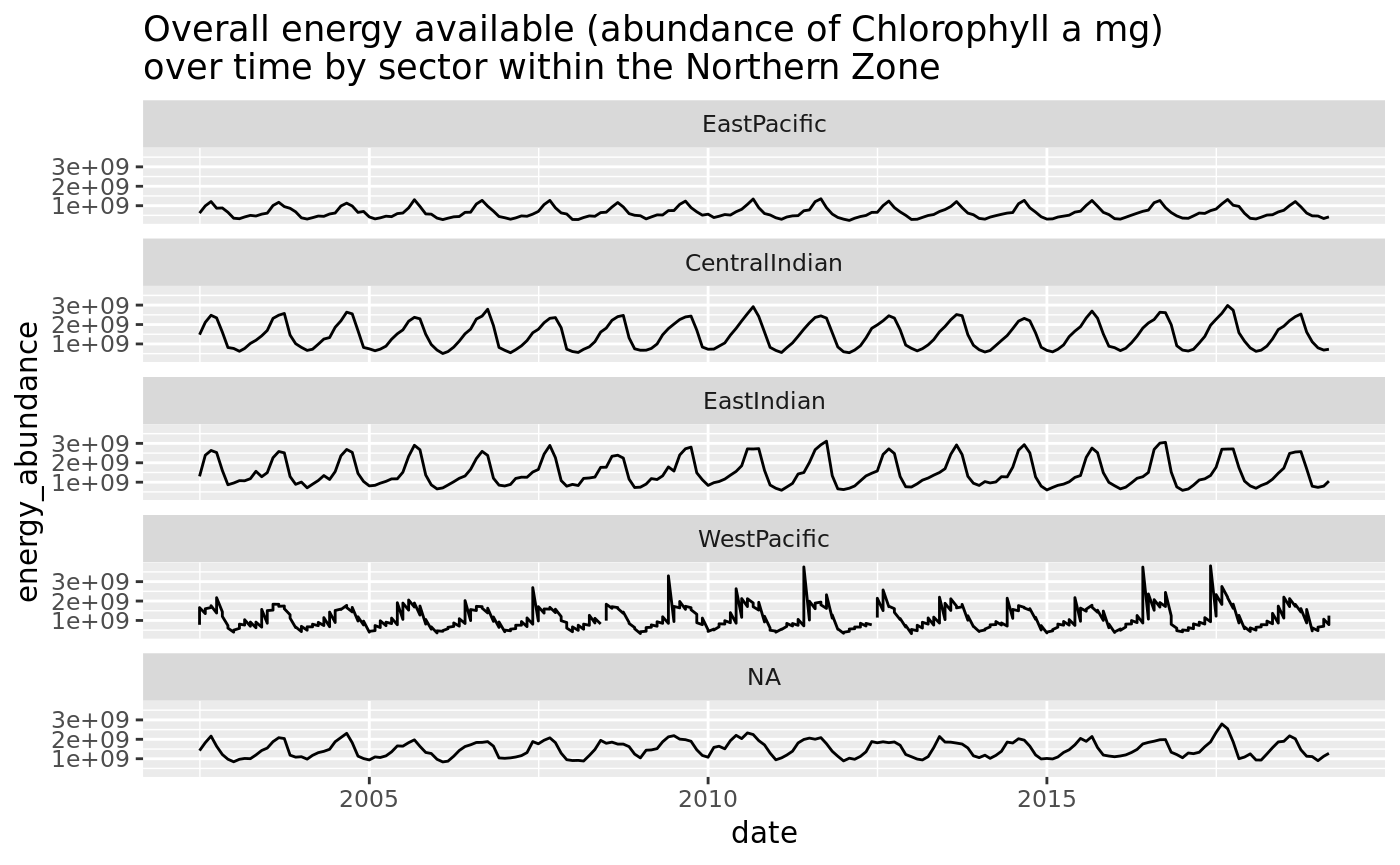 Overall energy available (abundance of Chlorophyll a mg)
over time by sector within the Northern Zone
EastPacific
3e+09
2e+09
1e+09
CentralIndian
3e+09
2e+09
1e+09
EastIndian
3e+09
2e+09
1e+09
WestPacific
3e+09
2e+09
1e+09
NA
3e+09
2e+09
1e+09
energy_abundance
2005 2010 2015
date